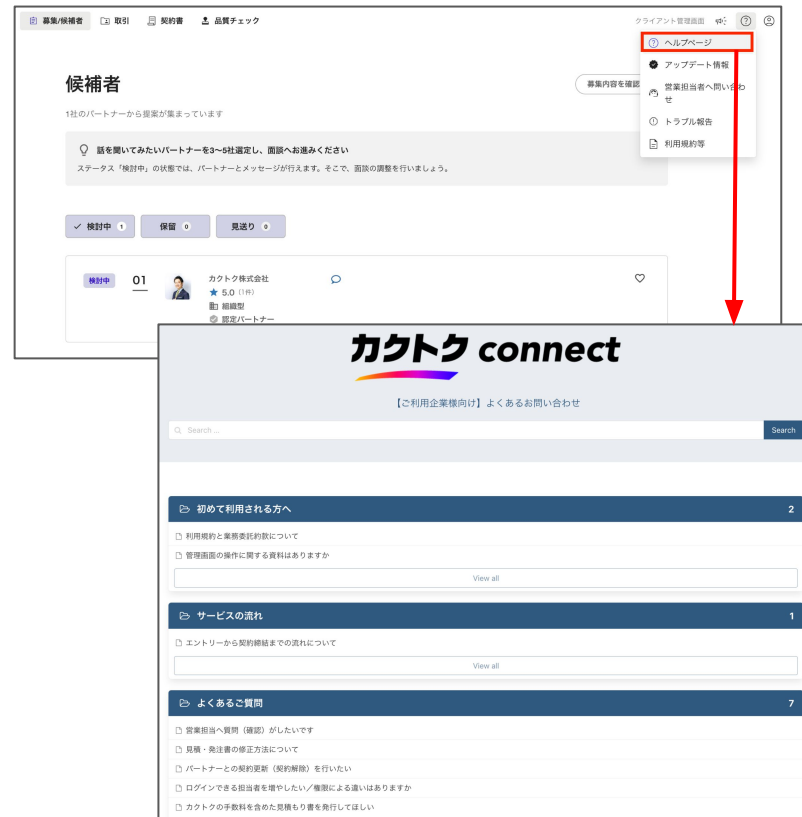 募集/候補者
取引
契約書
品質チェック
クライアント管理画面
ヘルプページ
アップデート情報
営業担当者へ問い合わ
せ
トラブル報告
利用規約等
候補者
募集内容を確認
1社のパートナーから提案が集まっています
話を聞いてみたいパートナーを3〜5社選定し、面談へお進みください
ステータス「検討中」の状態では、パートナーとメッセージが行えます。そこで、面談の調整を行いましょう。
検討中 1
保留 0
見送り 0
検討中
01
カクトク株式会社
5.0 (1件)
組織型
認定パートナー
カクトク connect
【ご利用企業様向け】よくあるお問い合わせ
Search ...
Search
初めて利用される方へ 2
利用規約と業務委託約款について
管理画面の操作に関する資料はありますか
View all
サービスの流れ 1
エントリーから契約締結までの流れについて
View all
よくあるご質問 7
営業担当へ質問（確認）がしたいです
見積・発注書の修正方法について
パートナーとの契約更新（契約解除）を行いたい
ログインできる担当者を増やしたい／権限による違いはありますか
カクトクの手数料を含めた見積もり書を発行してほしい